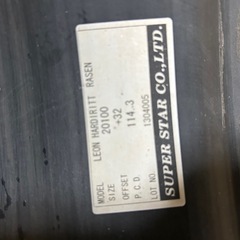 MODEL LEON HARDIRITT RASEN
SIZE 20100
OFFSET +32
P.C.D. 114.3
LOT NO. 1304005
SUPER STAR CO.,LTD.